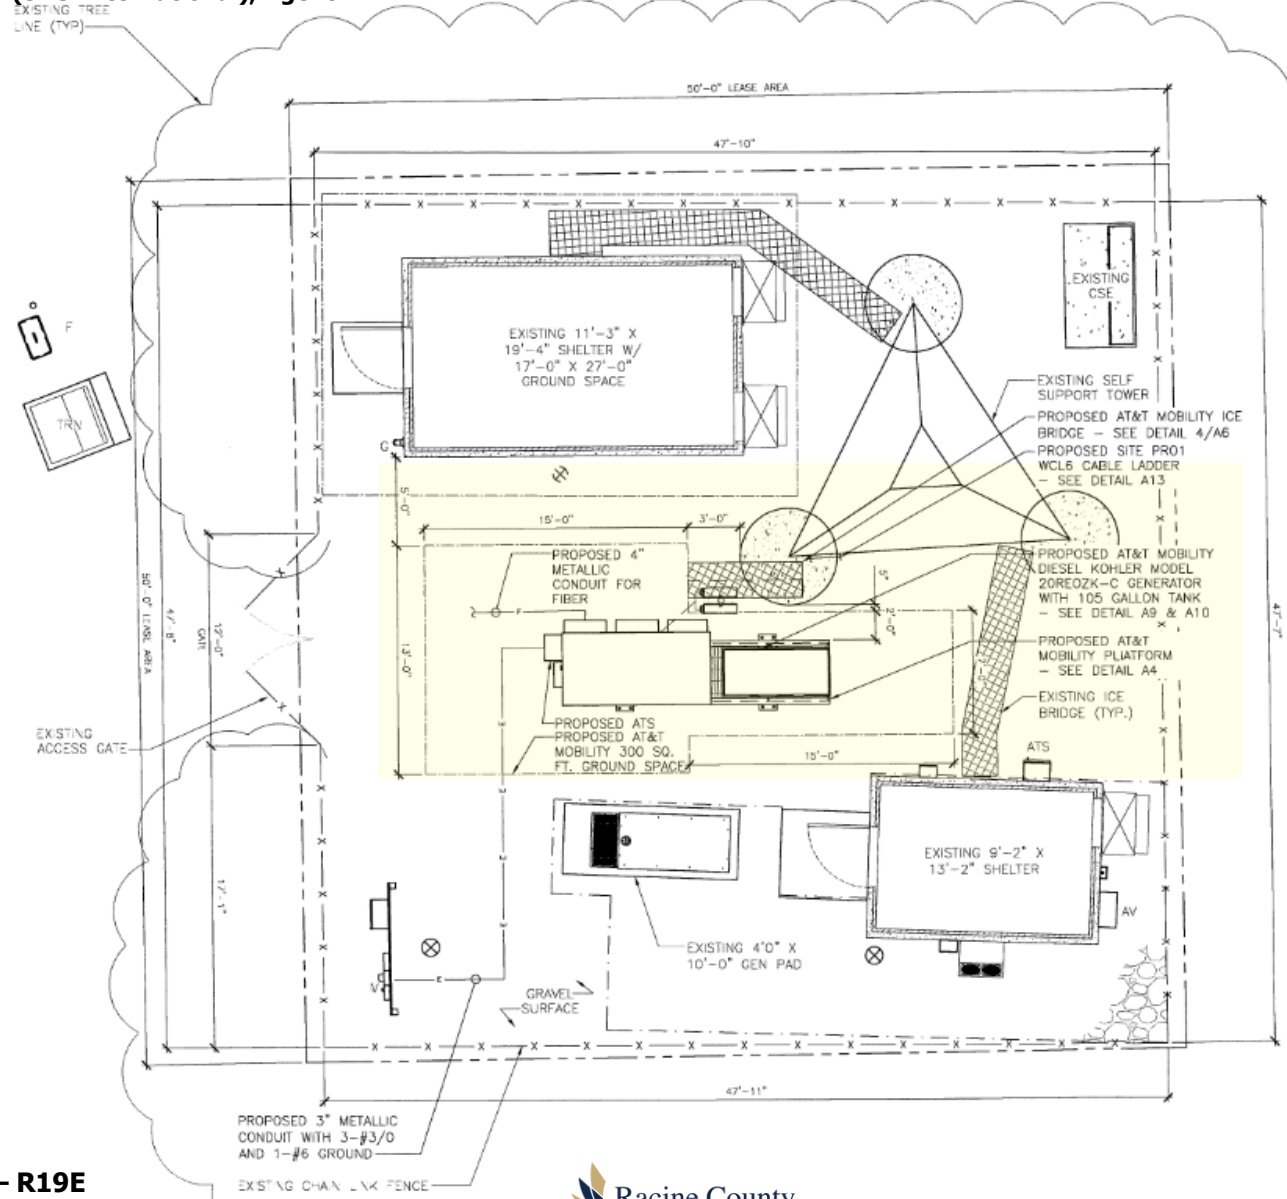 EXISTING TREE
LINE (TYP)
50'-0" LEASE AREA
47'-10"
EXISTING 11'-3" X
19'-4" SHELTER W/
17'-0" X 27'-0"
GROUND SPACE
EXISTING
CSE
F
TRN
G
EXISTING SELF
SUPPORT TOWER
PROPOSED AT&T MOBILITY ICE
BRIDGE – SEE DETAIL 4/A6
PROPOSED SITE PRO1
WCL6 CABLE LADDER
– SEE DETAIL A13
5'-0"
15'-0"
3'-0"
PROPOSED 4"
METALLIC
CONDUIT FOR
FIBER
PROPOSED AT&T MOBILITY
DIESEL KOHLER MODEL
20REOZK-C GENERATOR
WITH 105 GALLON TANK
– SEE DETAIL A9 & A10
5"
2'-0"
F
50'-0" LEASE AREA
GATE
12'-0"
13'-0"
47'-7"
PROPOSED AT&T
MOBILITY PLATFORM
– SEE DETAIL A4
EXISTING ICE
BRIDGE (TYP.)
EXISTING
ACCESS GATE
PROPOSED ATS
PROPOSED AT&T
MOBILITY 300 SQ.
FT. GROUND SPACE
15'-0"
ATS
EXISTING 9'-2" X
13'-2" SHELTER
17'-1"
AV
EXISTING 4'0" X
10'-0" GEN PAD
GRAVEL
SURFACE
E
47'-11"
PROPOSED 3" METALLIC
CONDUIT WITH 3-#3/0
AND 1-#6 GROUND
EXISTING CHAIN LINK FENCE
– R19E
Racine County